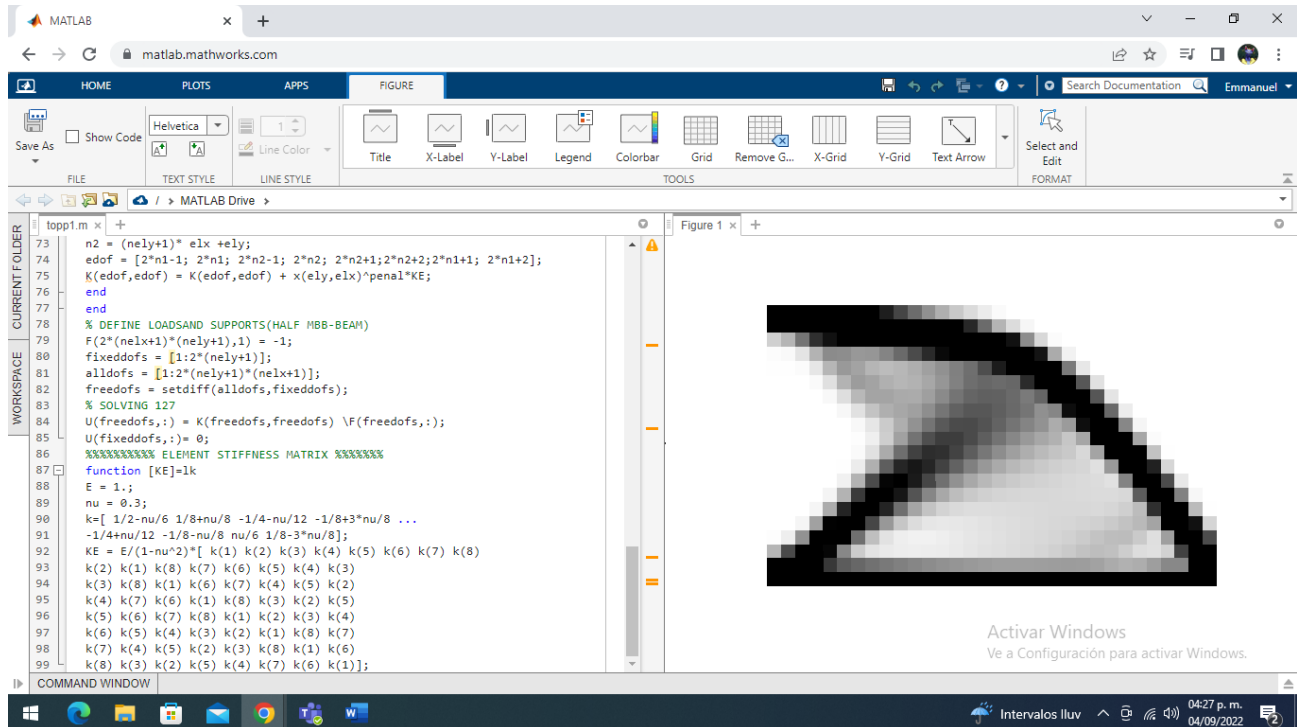 MATLAB
matlab.mathworks.com
HOME PLOTS APPS FIGURE Search Documentation Emmanuel
Save As Show Code Helvetica 1 Line Color Title X-Label Y-Label Legend Colorbar Grid Remove G... X-Grid Y-Grid Text Arrow Select and Edit
FILE TEXT STYLE LINE STYLE TOOLS FORMAT
/ > MATLAB Drive >
CURRENT FOLDER
WORKSPACE
topp1.m × +
Figure 1 × +
73 n2 = (nely+1)* elx +ely;
74 edof = [2*n1-1; 2*n1; 2*n2-1; 2*n2; 2*n2+1;2*n2+2;2*n1+1; 2*n1+2];
75 K(edof,edof) = K(edof,edof) + x(ely,elx)^penal*KE;
76 end
77 end
78 % DEFINE LOADSAND SUPPORTS(HALF MBB-BEAM)
79 F(2*(nelx+1)*(nely+1),1) = -1;
80 fixeddofs = [1:2*(nely+1)];
81 alldofs = [1:2*(nely+1)*(nelx+1)];
82 freedofs = setdiff(alldofs,fixeddofs);
83 % SOLVING 127
84 U(freedofs,:) = K(freedofs,freedofs) \F(freedofs,:);
85 U(fixeddofs,:)= 0;
86 %%%%%%%%%% ELEMENT STIFFNESS MATRIX %%%%%%%
87 function [KE]=lk
88 E = 1.;
89 nu = 0.3;
90 k=[ 1/2-nu/6 1/8+nu/8 -1/4-nu/12 -1/8+3*nu/8 ...
91 -1/4+nu/12 -1/8-nu/8 nu/6 1/8-3*nu/8];
92 KE = E/(1-nu^2)*[ k(1) k(2) k(3) k(4) k(5) k(6) k(7) k(8)
93 k(2) k(1) k(8) k(7) k(6) k(5) k(4) k(3)
94 k(3) k(8) k(1) k(6) k(7) k(4) k(5) k(2)
95 k(4) k(7) k(6) k(1) k(8) k(3) k(2) k(5)
96 k(5) k(6) k(7) k(8) k(1) k(2) k(3) k(4)
97 k(6) k(5) k(4) k(3) k(2) k(1) k(8) k(7)
98 k(7) k(4) k(5) k(2) k(3) k(8) k(1) k(6)
99 k(8) k(3) k(2) k(5) k(4) k(7) k(6) k(1)];
Activar Windows
Ve a Configuración para activar Windows.
COMMAND WINDOW
Intervalos lluv 04:27 p. m.
04/09/2022